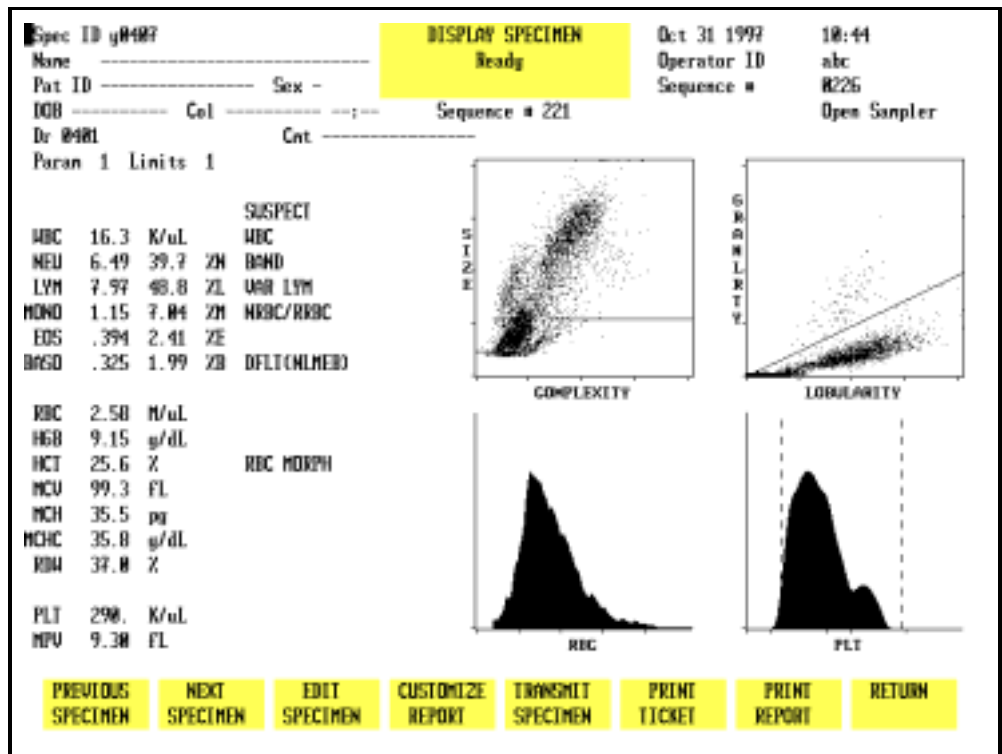 Spec ID y0407 DISPLAY SPECIMEN Oct 31 1997 10:44
Name ---------------------------- Ready Operator ID abc
Pat ID ---------------- Sex - Sequence # 0226
DOB ---------- Col ---------- --:-- Sequence # 221 Open Sampler
Dr 0401 Cmt ----------------
Param 1 Limits 1
SUSPECT
WBC 16.3 K/uL WBC
NEU 6.49 39.7 %N BAND
LYM 7.97 48.8 %L VAR LYM
MONO 1.15 7.04 %M NRBC/RRBC
EOS .394 2.41 %E
BASO .325 1.99 %B DFLT(NLMEB)
SIZE
COMPLEXITY
GRANLRTY
LOBULARITY
RBC 2.58 M/uL
HGB 9.15 g/dL
HCT 25.6 % RBC MORPH
MCV 99.3 fL
MCH 35.5 pg
MCHC 35.8 g/dL
RDW 37.0 %
PLT 290. K/uL
MPV 9.30 fL
RBC
PLT
PREVIOUS SPECIMEN
NEXT SPECIMEN
EDIT SPECIMEN
CUSTOMIZE REPORT
TRANSMIT SPECIMEN
PRINT TICKET
PRINT REPORT
RETURN